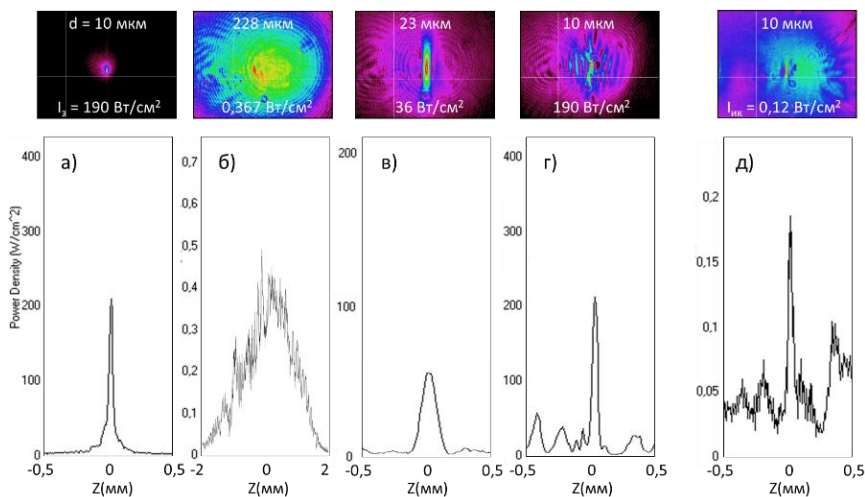 d = 10 мкм
I₃ = 190 Вт/см²
228 мкм
0,367 Вт/см²
23 мкм
36 Вт/см²
10 мкм
190 Вт/см²
10 мкм
Iик = 0,12 Вт/см²
а)
Power Density (W/cm^2)
400
300
200
100
0
-0,5
0
0,5
Z(мм)
б)
0,7
0,6
0,5
0,4
0,3
0,2
0,1
0
-2
0
2
Z(мм)
в)
200
100
0
-0,5
0
0,5
Z(мм)
г)
400
300
200
100
0
-0,5
0
0,5
Z(мм)
д)
0,2
0,15
0,1
0,05
0
-0,5
0
0,5
Z(мм)